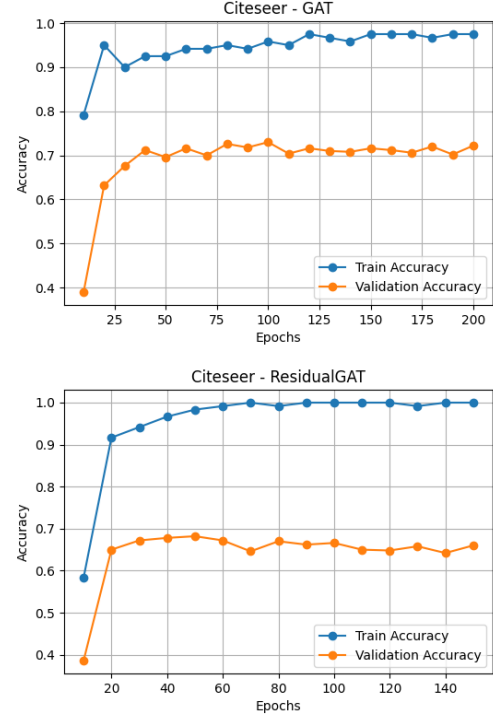 Citeseer - GAT
1.0
0.9
0.8
0.7
0.6
0.5
0.4
Accuracy
Train Accuracy
Validation Accuracy
25 50 75 100 125 150 175 200
Epochs
Citeseer - ResidualGAT
1.0
0.9
0.8
0.7
0.6
0.5
0.4
Accuracy
Train Accuracy
Validation Accuracy
20 40 60 80 100 120 140
Epochs